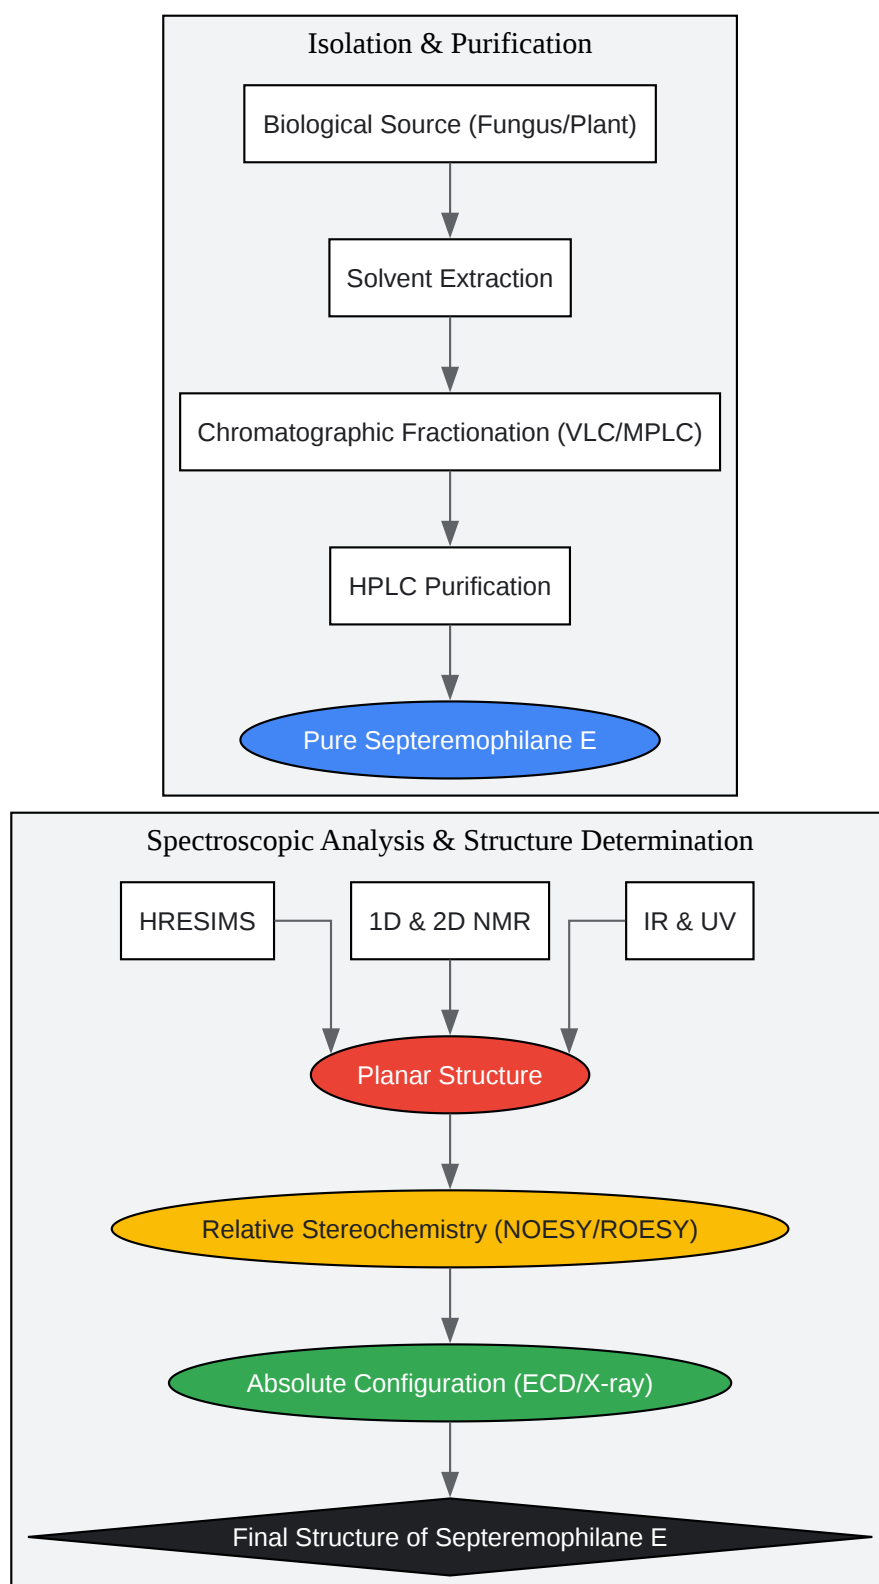 Isolation & Purification
Biological Source (Fungus/Plant)
Solvent Extraction
Chromatographic Fractionation (VLC/MPLC)
HPLC Purification
Pure Septeremophilane E
Spectroscopic Analysis & Structure Determination
HRESIMS
1D & 2D NMR
IR & UV
Planar Structure
Relative Stereochemistry (NOESY/ROESY)
Absolute Configuration (ECD/X-ray)
Final Structure of Septeremophilane E